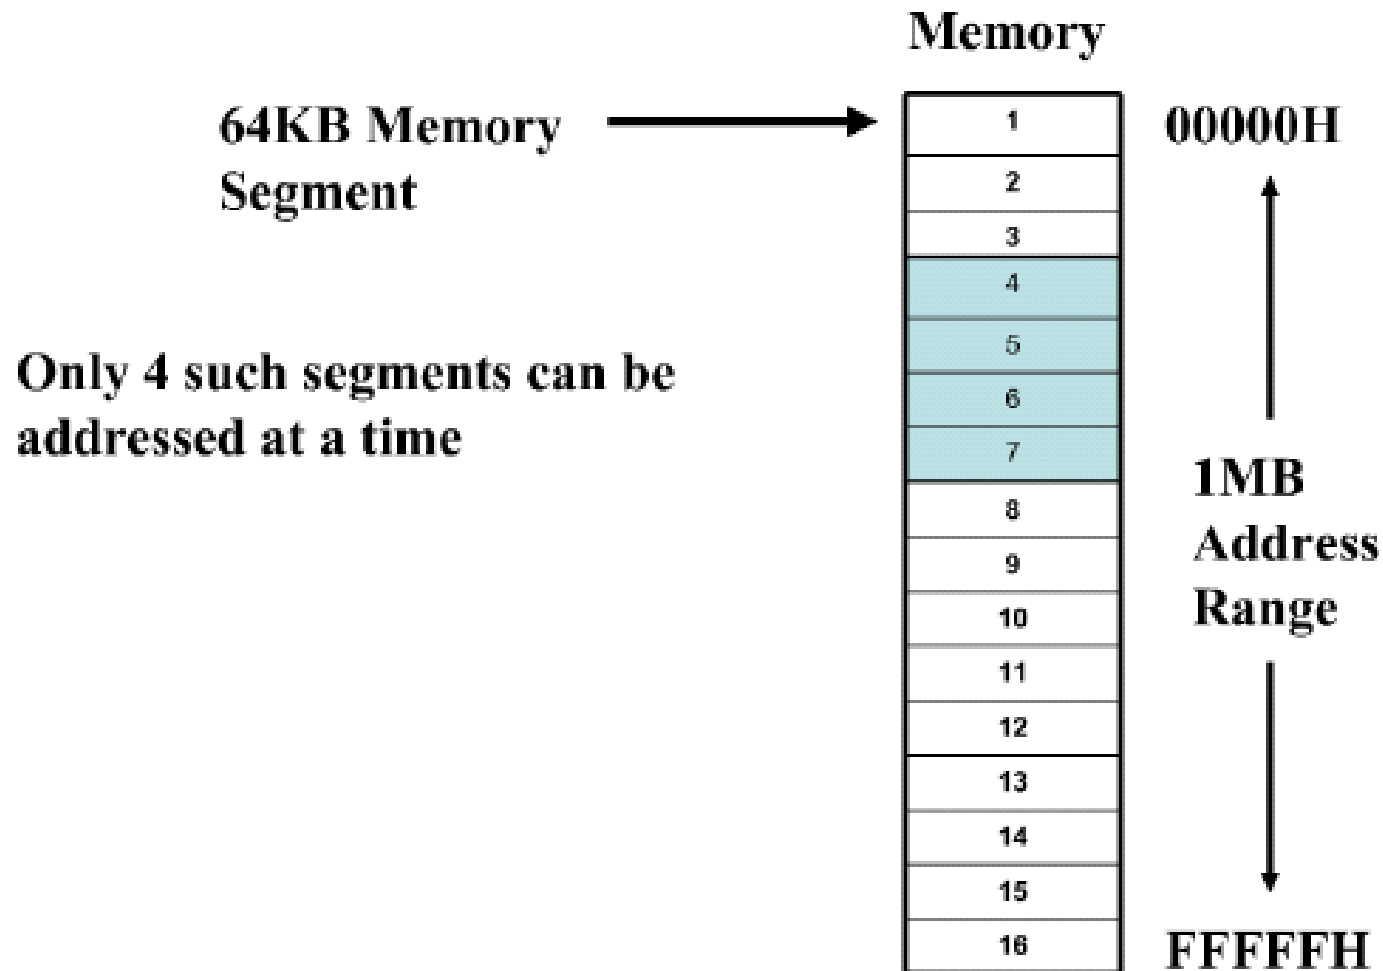 Memory
64KB Memory
Segment
1
00000H
2
3
4
5
6
7
Only 4 such segments can be
addressed at a time
8
9
10
11
12
13
14
15
16
1MB
Address
Range
FFFFFH